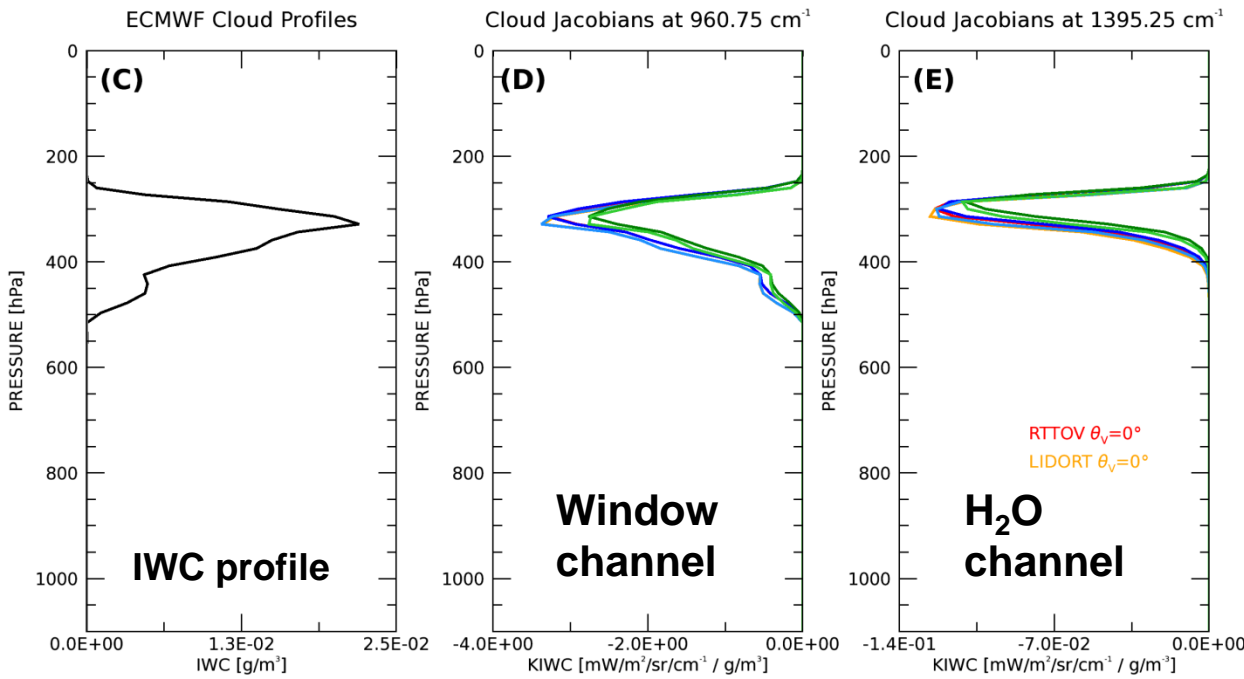 ECMWF Cloud Profiles
Cloud Jacobians at 960.75 cm⁻¹
Cloud Jacobians at 1395.25 cm⁻¹
(C)
0
200
400
600
800
1000
PRESSURE [hPa]
IWC profile
0.0E+00 1.3E-02 2.5E-02
IWC [g/m³]
(D)
0
200
400
600
800
1000
PRESSURE [hPa]
Window
channel
-4.0E+00 -2.0E+00 0.0E+00
KIWC [mW/m²/sr/cm⁻¹ / g/m³]
(E)
0
200
400
600
800
1000
PRESSURE [hPa]
RTTOV θᵥ=0°
LIDORT θᵥ=0°
H₂O
channel
-1.4E-01 -7.0E-02 0.0E+00
KIWC [mW/m²/sr/cm⁻¹ / g/m³]